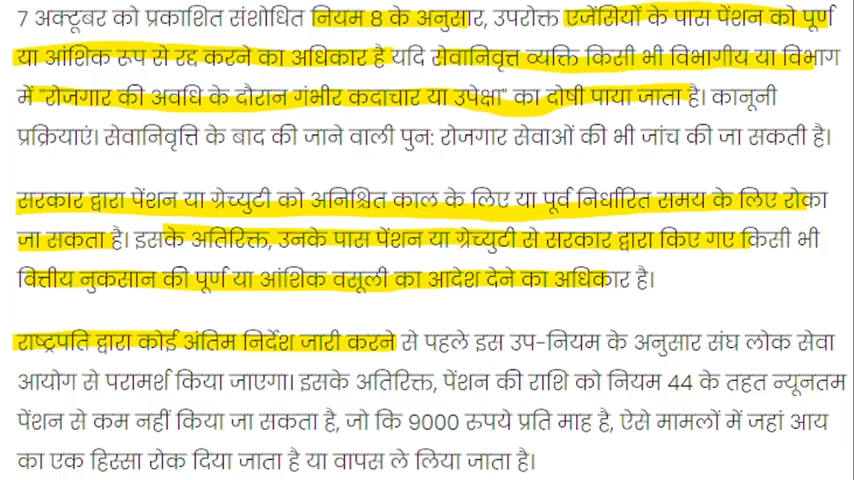 7 अक्टूबर को प्रकाशित संशोधित नियम 8 के अनुसार, उपरोक्त एजेंसियों के पास पेंशन को पूर्ण
या आंशिक रूप से रद्द करने का अधिकार है यदि सेवानिवृत्त व्यक्ति किसी भी विभागीय या विभाग
में "रोजगार की अवधि के दौरान गंभीर कदाचार या उपेक्षा" का दोषी पाया जाता है। कानूनी
प्रक्रियाएं। सेवानिवृत्ति के बाद की जाने वाली पुन: रोजगार सेवाओं की भी जांच की जा सकती है।
सरकार द्वारा पेंशन या ग्रेच्युटी को अनिश्चित काल के लिए या पूर्व निर्धारित समय के लिए रोका
जा सकता है। इसके अतिरिक्त, उनके पास पेंशन या ग्रेच्युटी से सरकार द्वारा किए गए किसी भी
वित्तीय नुकसान की पूर्ण या आंशिक वसूली का आदेश देने का अधिकार है।
राष्ट्रपति द्वारा कोई अंतिम निर्देश जारी करने से पहले इस उप-नियम के अनुसार संघ लोक सेवा
आयोग से परामर्श किया जाएगा। इसके अतिरिक्त, पेंशन की राशि को नियम 44 के तहत न्यूनतम
पेंशन से कम नहीं किया जा सकता है, जो कि 9000 रुपये प्रति माह है, ऐसे मामलों में जहां आय
का एक हिस्सा रोक दिया जाता है या वापस ले लिया जाता है।